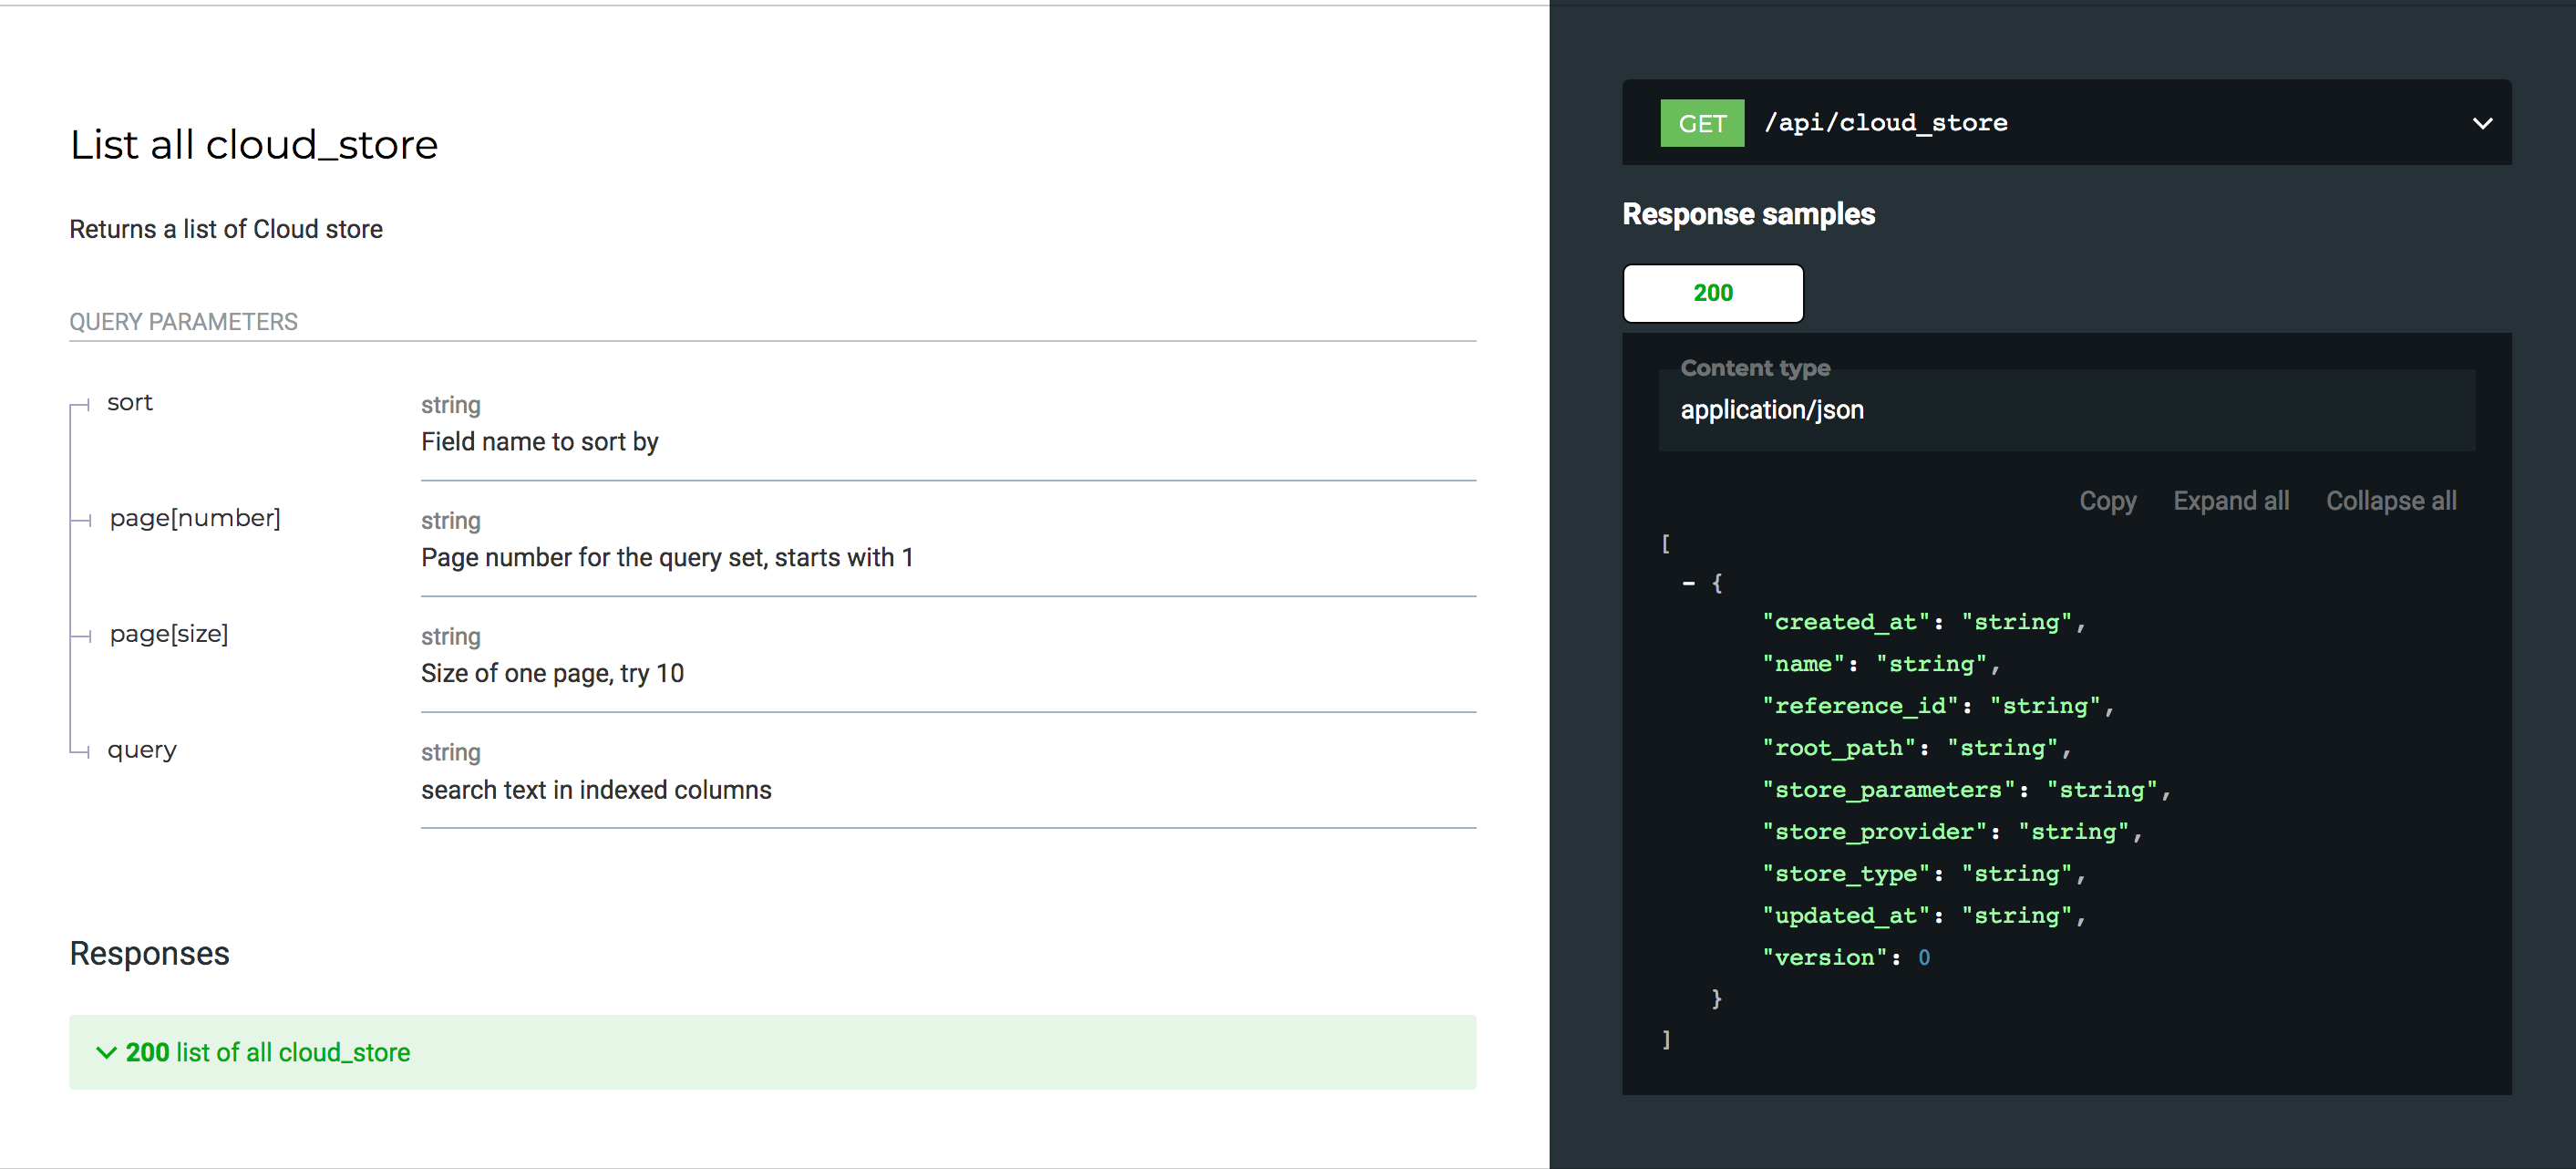 List all cloud_store
Returns a list of Cloud store
QUERY PARAMETERS
sort
string
Field name to sort by
page[number]
string
Page number for the query set, starts with 1
page[size]
string
Size of one page, try 10
query
string
search text in indexed columns
Responses
200 list of all cloud_store
GET /api/cloud_store
Response samples
200
Content type
application/json
Copy Expand all Collapse all
[
- {
"created_at": "string",
"name": "string",
"reference_id": "string",
"root_path": "string",
"store_parameters": "string",
"store_provider": "string",
"store_type": "string",
"updated_at": "string",
"version": 0
}
]